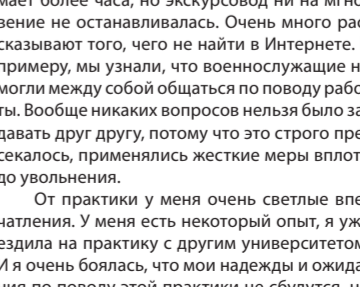 мает более часа, но экскурсовод ни на мгно
вение не останавливалась. Очень много рас
сказывают того, чего не найти в Интернете.
примеру, мы узнали, что военнослужащие н
могли между собой общаться по поводу рабо
ты. Вообще никаких вопросов нельзя было за
давать друг другу, потому что это строго пре
секалось, применялись жесткие меры вплот
до увольнения.
От практики у меня очень светлые впе
чатления. У меня есть некоторый опыт, я уж
ездила на практику с другим университетом
И я очень боялась, что мои надежды и ожида
ния по поводу этой практики не сбудутся, н